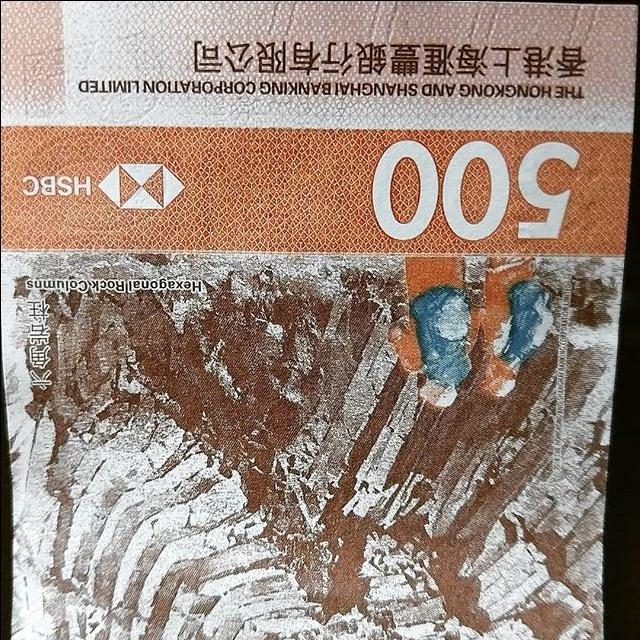 Hexagonal Rock Columns
500
HSBC
THE HONGKONG AND SHANGHAI BANKING CORPORATION LIMITED
香港上海滙豐銀行有限公司